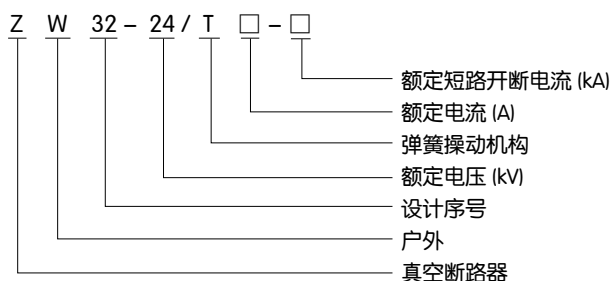 Z W 32 – 24 / T □ – □
额定短路开断电流 (kA)
额定电流 (A)
弹簧操动机构
额定电压 (kV)
设计序号
户外
真空断路器